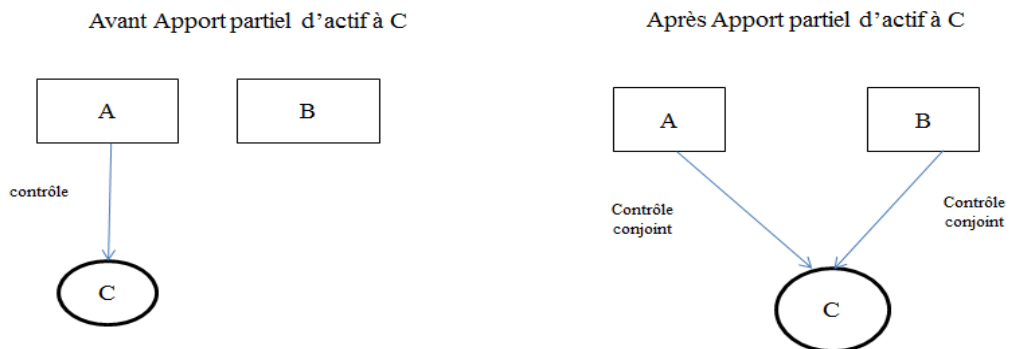 Avant Apport partiel d'actif à C
A
B
contrôle
C
Après Apport partiel d'actif à C
A
B
Contrôle
conjoint
Contrôle
conjoint
C